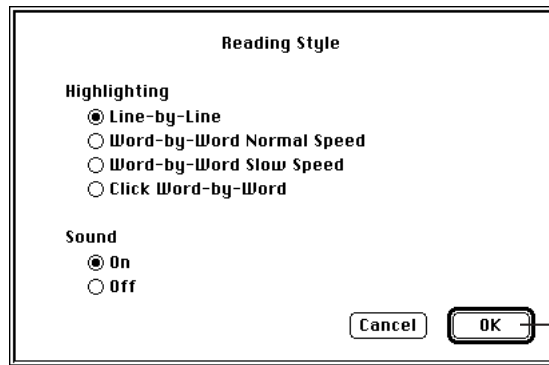 Reading Style
Highlighting
Line-by-Line
Word-by-Word Normal Speed
Word-by-Word Slow Speed
Click Word-by-Word
Sound
On
Off
Cancel OK